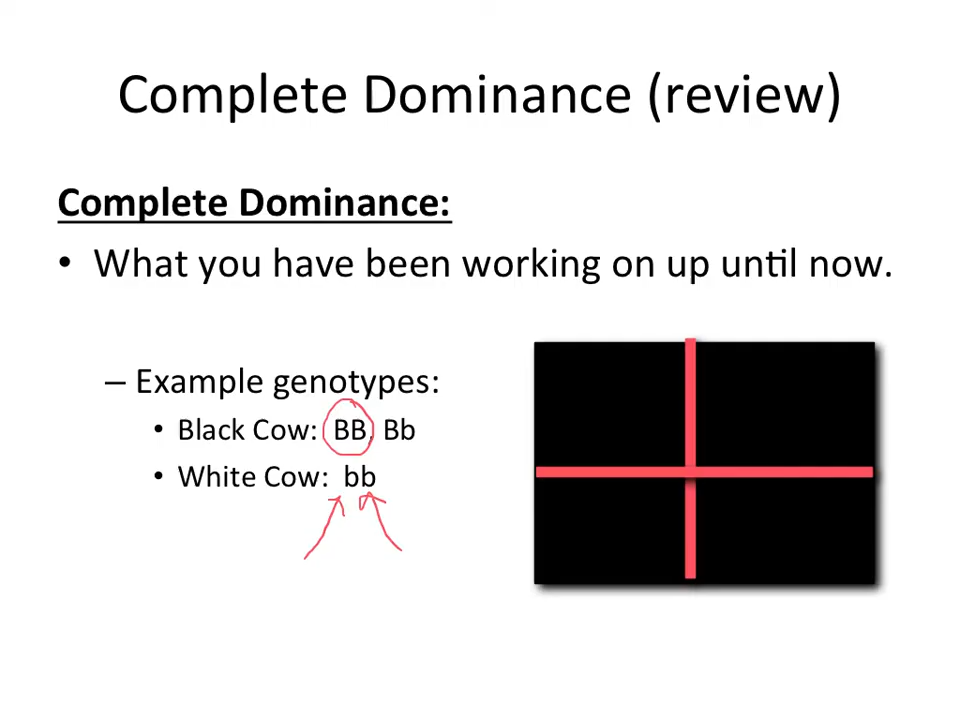 Complete Dominance (review)
Complete Dominance:
• What you have been working on up until now.
– Example genotypes:
• Black Cow: BB, Bb
• White Cow: bb